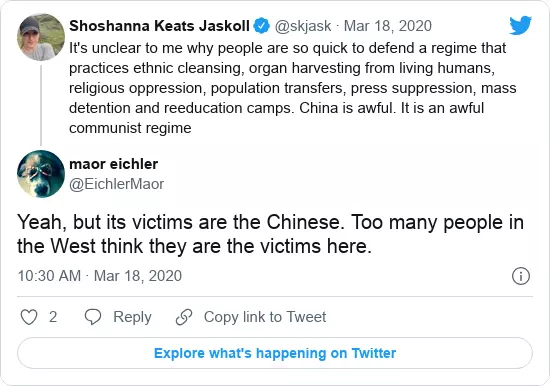 Shoshanna Keats Jaskoll @skjask · Mar 18, 2020
It's unclear to me why people are so quick to defend a regime that
practices ethnic cleansing, organ harvesting from living humans,
religious oppression, population transfers, press suppression, mass
detention and reeducation camps. China is awful. It is an awful
communist regime
maor eichler
@EichlerMaor
Yeah, but its victims are the Chinese. Too many people in
the West think they are the victims here.
10:30 AM · Mar 18, 2020
2 Reply Copy link to Tweet
Explore what's happening on Twitter